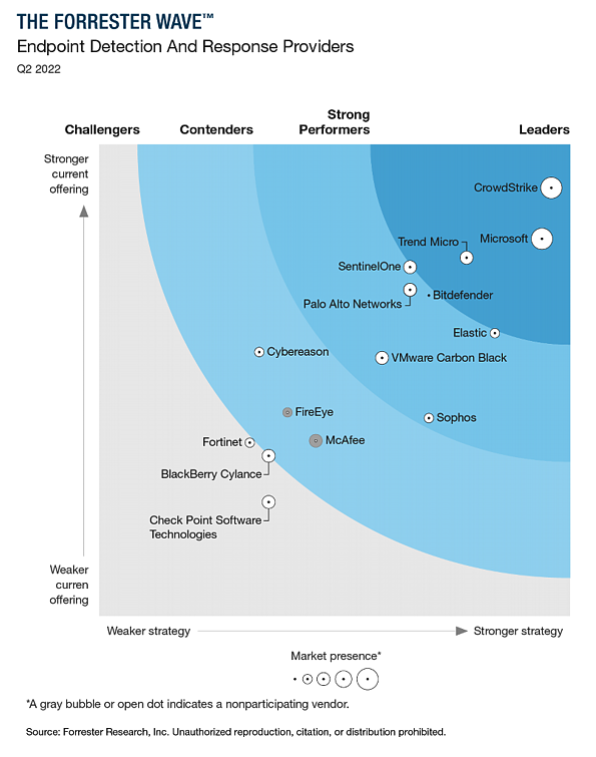 THE FORRESTER WAVE™
Endpoint Detection And Response Providers
Q2 2022
Challengers
Contenders
Strong
Performers
Leaders
Stronger
current
offering
CrowdStrike
Trend Micro
Microsoft
SentinelOne
Bitdefender
Palo Alto Networks
Elastic
Cybereason
VMware Carbon Black
FireEye
Sophos
Fortinet
McAfee
BlackBerry Cylance
Check Point Software
Technologies
Weaker
curren
offering
Weaker strategy
Stronger strategy
Market presence*
*A gray bubble or open dot indicates a nonparticipating vendor.
Source: Forrester Research, Inc. Unauthorized reproduction, citation, or distribution prohibited.